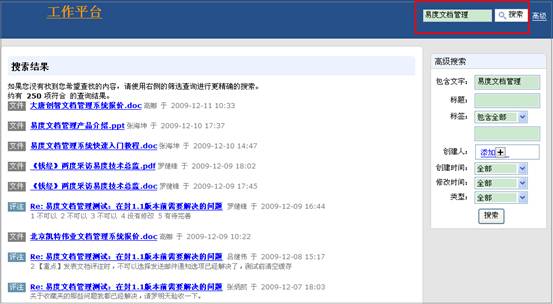 工作平台
易度文档管理 搜索 高级
搜索结果
如果您没有找到您希望查找的内容，请使用右侧的筛选查询进行更精确的搜索。
约有 250 项符合 的查询结果。
文件 大唐创智文档管理系统报价.doc 高娜 于 2009-12-11 10:33
文件 易度文档管理产品介绍.ppt 张海坤 于 2009-12-10 17:37
文件 易度文档管理系统快速入门教程.doc 张海坤 于 2009-12-10 14:47
文件 《钱经》两度采访易度技术总监.pdf 罗健峰 于 2009-12-09 18:02
文件 《钱经》两度采访易度技术总监.doc 罗健峰 于 2009-12-09 17:45
评注 Re: 易度文档管理测试：在封1.1版本前需要解决的问题 罗健峰 于 2009-12-09 16:44
1 不可以 2 不可以 3 不可以 4 没有修改 5 有待完善
文件 北京凯特伟业文档管理系统报价.doc 高娜 于 2009-12-09 10:22
评注 Re: 易度文档管理测试：在封1.1版本前需要解决的问题 吕健伟 于 2009-12-08 15:17
2【重点】发表文档评注时，不可以选择发送邮件通知选项已经解决了，测试前清空缓存
评注 Re: 易度文档管理测试：在封1.1版本前需要解决的问题 张炳凯 于 2009-12-07 18:03
关于收藏夹的那些问题我都已经解决，请罗明天验收一下。
高级搜索
包含文字： 易度文档管理
标题：
标签： 包含全部
创建人： 添加
创建时间： 全部
修改时间： 全部
类型： 全部
搜索